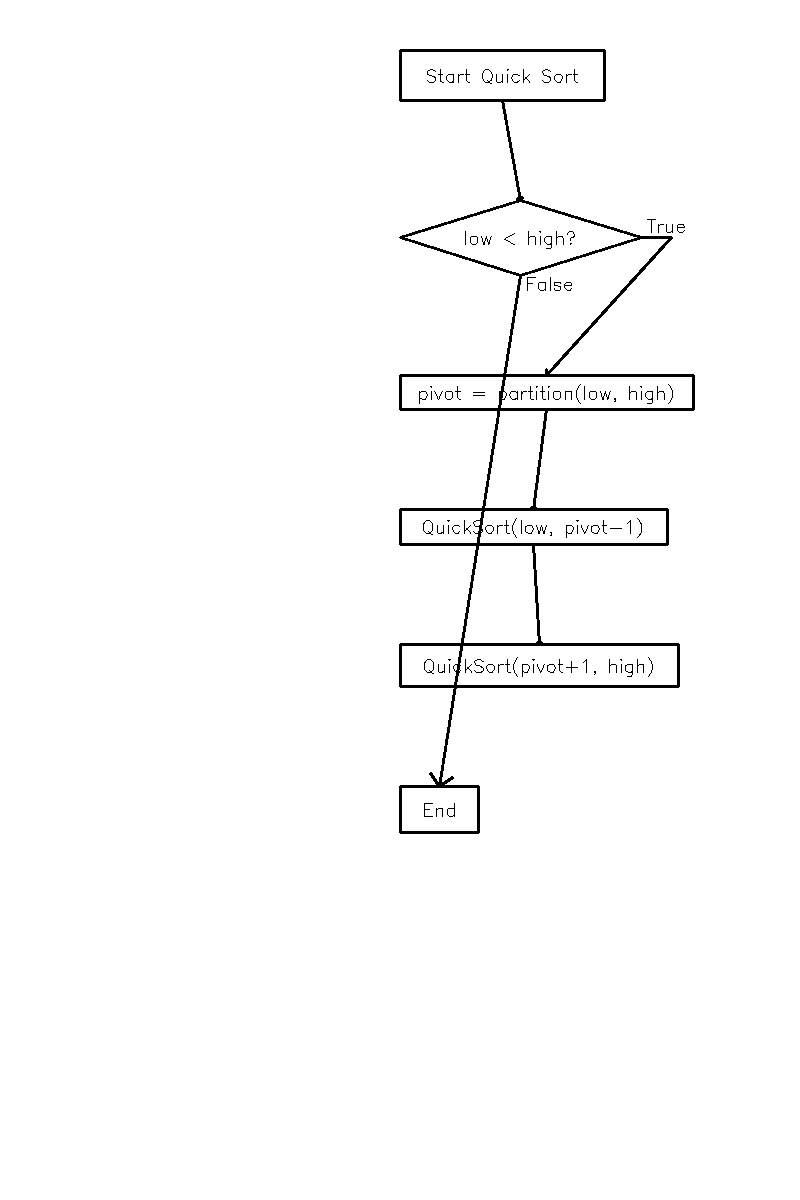 Start Quick Sort
low < high?
True
False
pivot = partition(low, high)
QuickSort(low, pivot-1)
QuickSort(pivot+1, high)
End